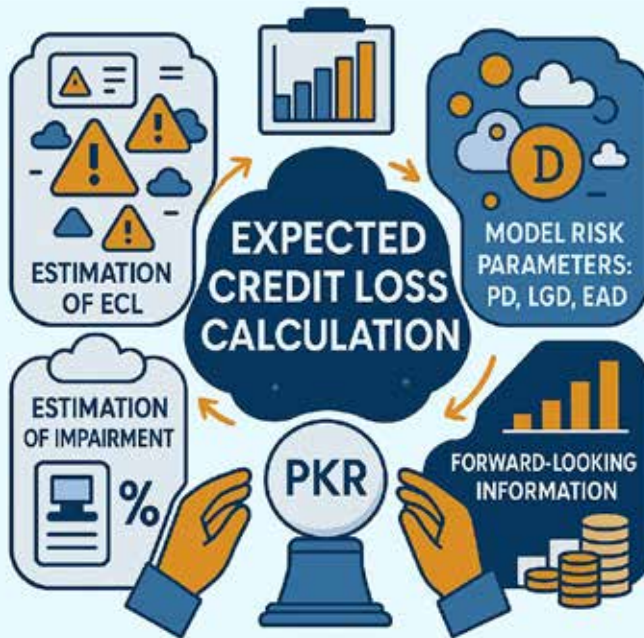 EXPECTED
CREDIT LOSS
CALCULATION
ESTIMATION
OF ECL
D
MODEL RISK
PARAMETERS:
PD, LGD, EAD
FORWARD-LOOKING
INFORMATION
PKR
ESTIMATION
OF IMPAIRMENT
%